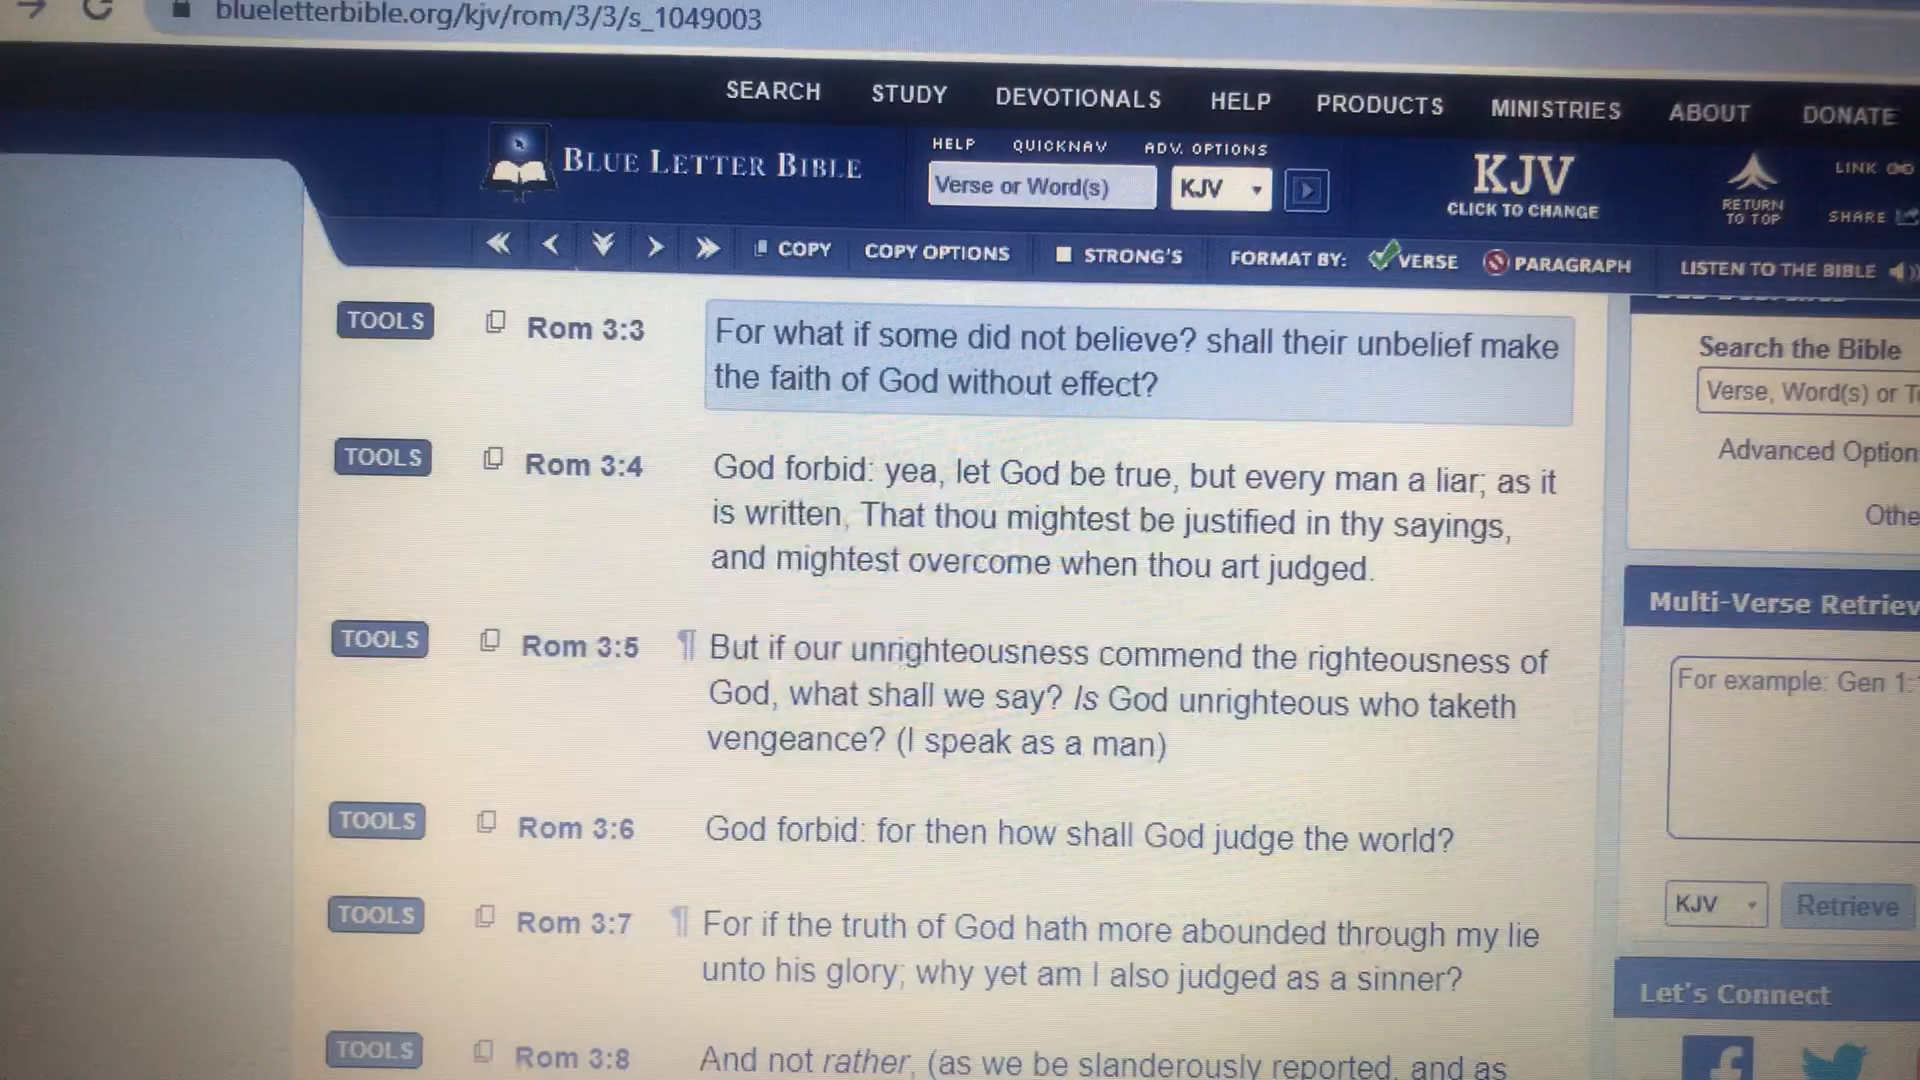 blueletterbible.org/kjv/rom/3/3/s_1049003
SEARCH STUDY DEVOTIONALS HELP PRODUCTS MINISTRIES ABOUT DONATE
BLUE LETTER BIBLE
HELP QUICKNAV ADV. OPTIONS
Verse or Word(s) KJV
KJV
CLICK TO CHANGE
RETURN
TO TOP
LINK
SHARE
COPY COPY OPTIONS STRONG'S FORMAT BY: VERSE PARAGRAPH LISTEN TO THE BIBLE
TOOLS Rom 3:3 For what if some did not believe? shall their unbelief make
the faith of God without effect?
TOOLS Rom 3:4 God forbid: yea, let God be true, but every man a liar; as it
is written, That thou mightest be justified in thy sayings,
and mightest overcome when thou art judged.
TOOLS Rom 3:5 ¶ But if our unrighteousness commend the righteousness of
God, what shall we say? Is God unrighteous who taketh
vengeance? (I speak as a man)
TOOLS Rom 3:6 God forbid: for then how shall God judge the world?
TOOLS Rom 3:7 ¶ For if the truth of God hath more abounded through my lie
unto his glory; why yet am I also judged as a sinner?
TOOLS Rom 3:8 And not rather, (as we be slanderously reported, and as
Search the Bible
Verse, Word(s) or T
Advanced Option
Othe
Multi-Verse Retriev
For example: Gen 1:
KJV Retrieve
Let's Connect